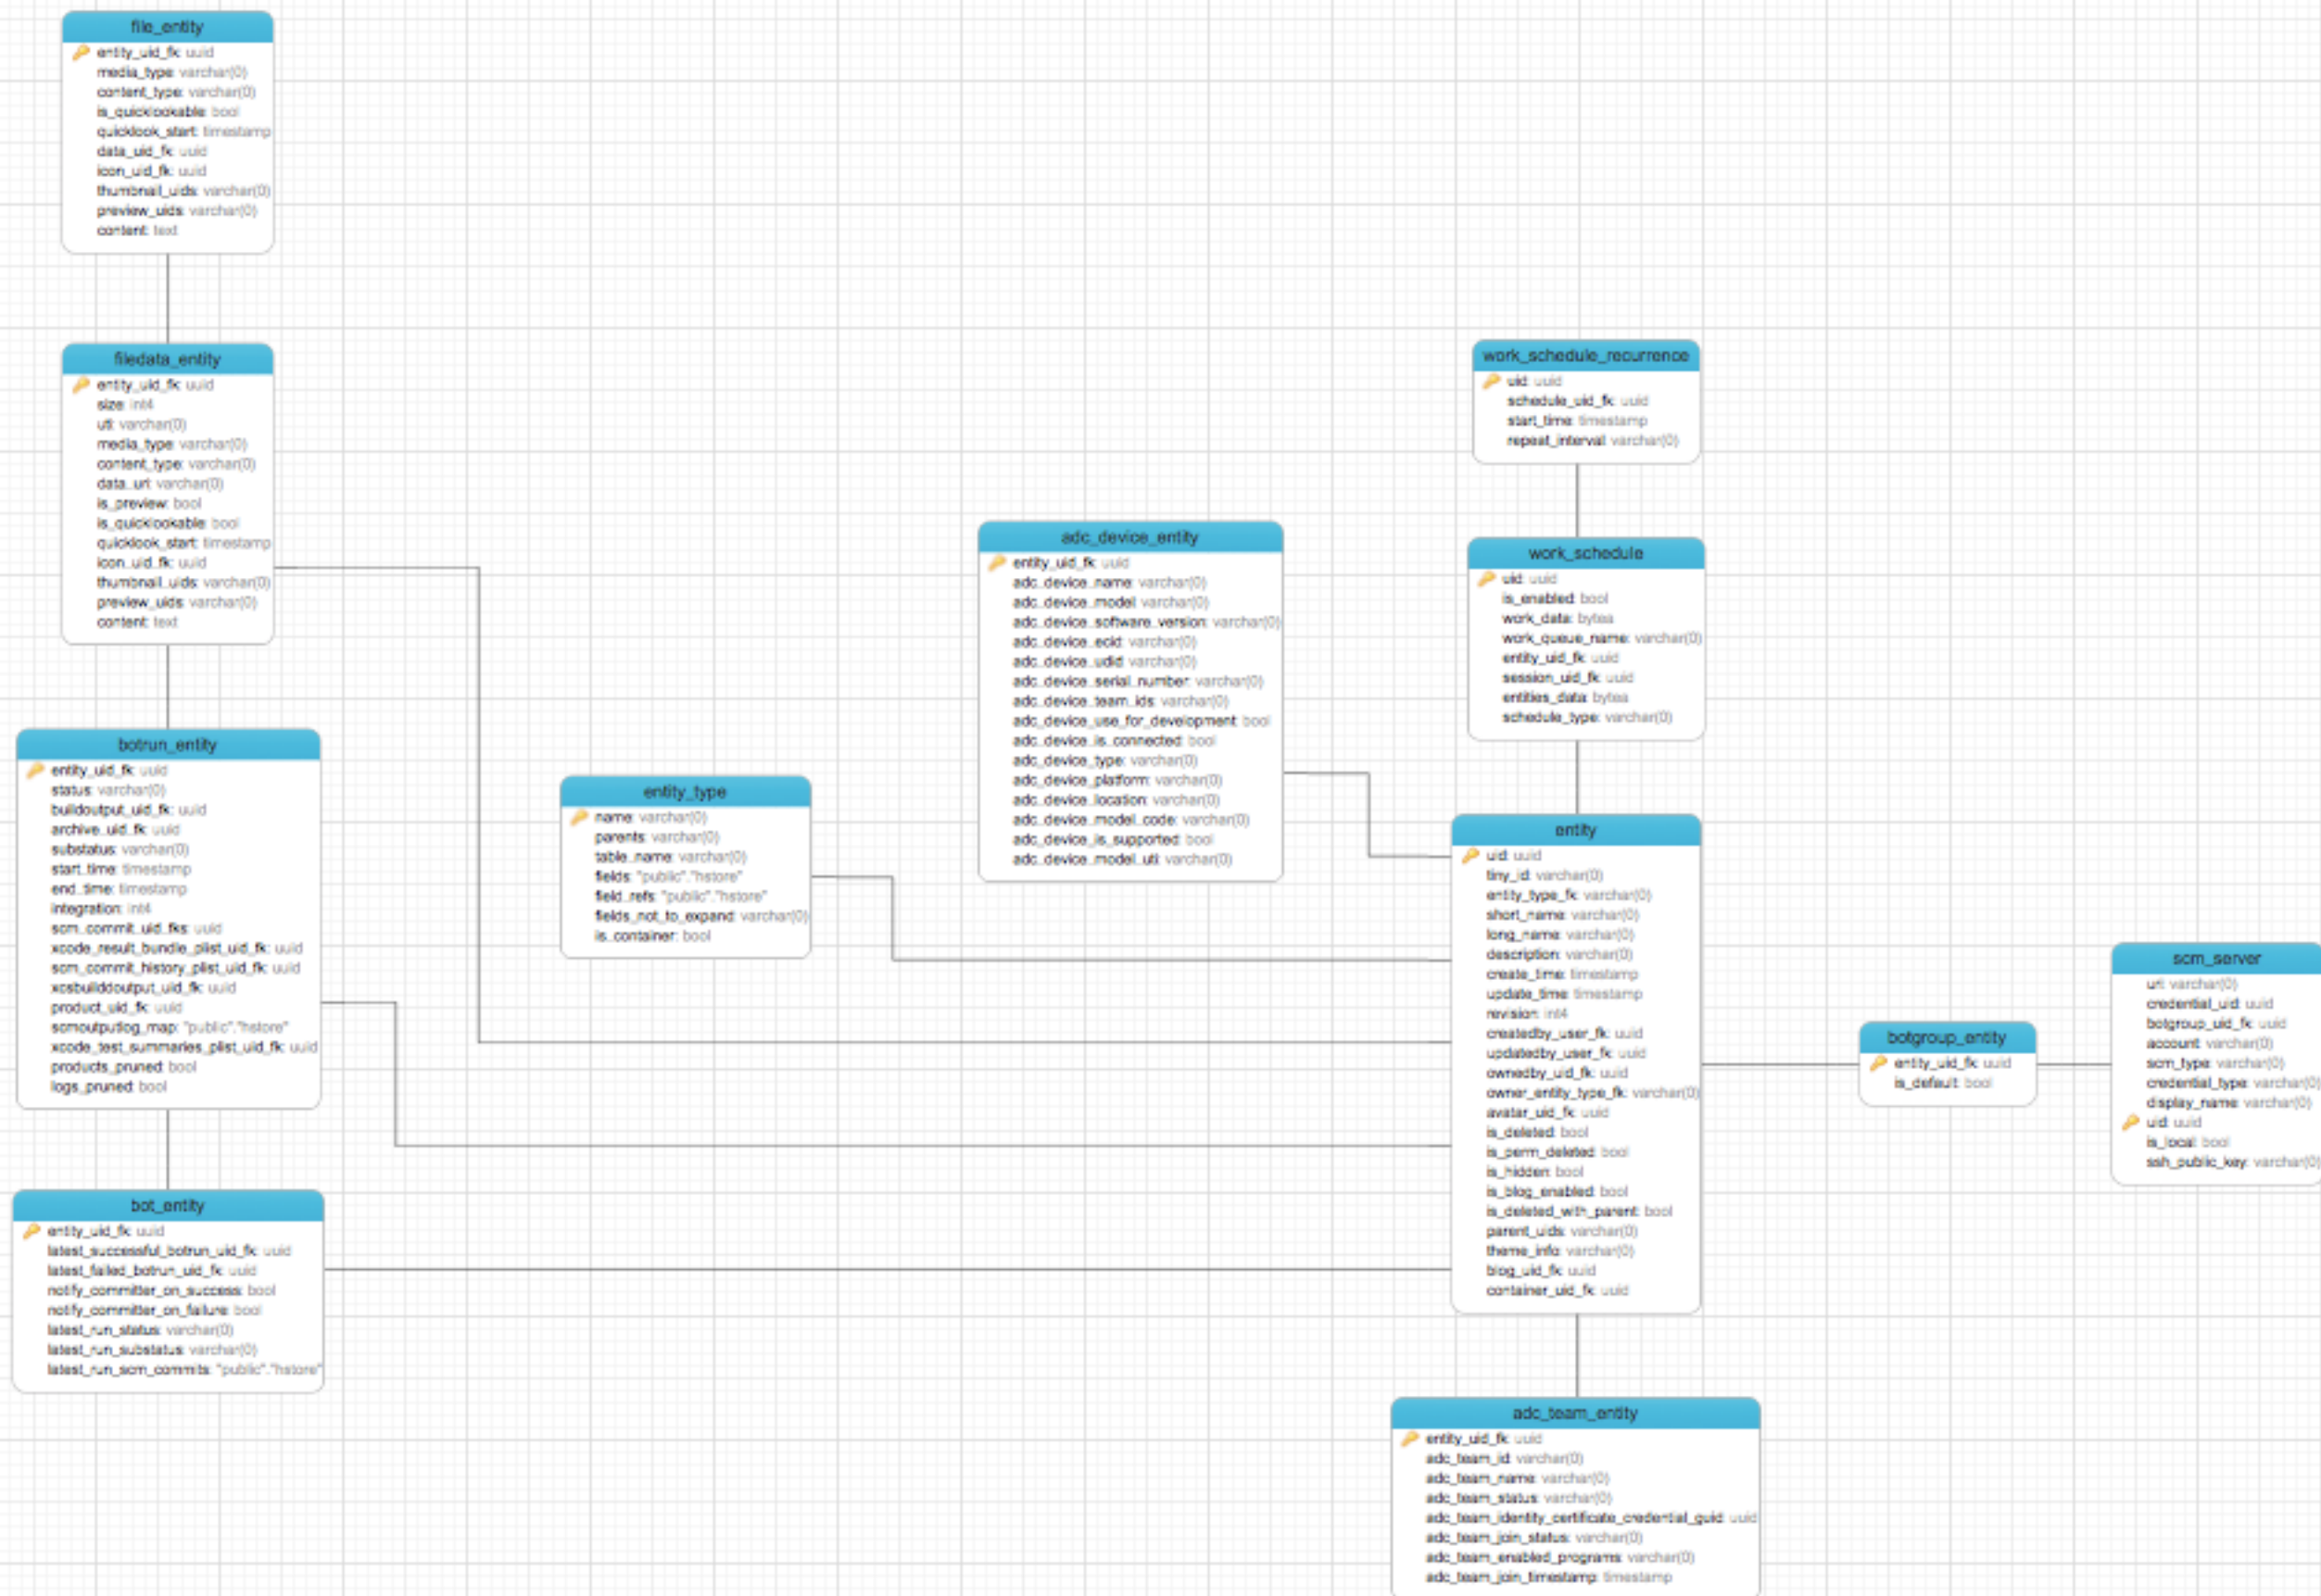 file_entity
entity_uid_fk: uuid
media_type: varchar(0)
content_type: varchar(0)
is_quicklookable: bool
quicklook_start: timestamp
data_uid_fk: uuid
icon_uid_fk: uuid
thumbnail_uids: varchar(0)
preview_uids: varchar(0)
content: text
filedata_entity
entity_uid_fk: uuid
size: int4
uti: varchar(0)
media_type: varchar(0)
content_type: varchar(0)
data_url: varchar(0)
is_preview: bool
is_quicklookable: bool
quicklook_start: timestamp
icon_uid_fk: uuid
thumbnail_uids: varchar(0)
preview_uids: varchar(0)
content: text
botrun_entity
entity_uid_fk: uuid
status: varchar(0)
buildoutput_uid_fk: uuid
archive_uid_fk: uuid
substatus: varchar(0)
start_time: timestamp
end_time: timestamp
integration: int4
scm_commit_uid_fks: uuid
xcode_result_bundle_plist_uid_fk: uuid
scm_commit_history_plist_uid_fk: uuid
xcsbuilddoutput_uid_fk: uuid
product_uid_fk: uuid
scmoutputlog_map: "public"."hstore"
xcode_test_summaries_plist_uid_fk: uuid
products_pruned: bool
logs_pruned: bool
bot_entity
entity_uid_fk: uuid
latest_successful_botrun_uid_fk: uuid
latest_failed_botrun_uid_fk: uuid
notify_committer_on_success: bool
notify_committer_on_failure: bool
latest_run_status: varchar(0)
latest_run_substatus: varchar(0)
latest_run_scm_commits: "public"."hstore"
entity_type
name: varchar(0)
parents: varchar(0)
table_name: varchar(0)
fields: "public"."hstore"
field_refs: "public"."hstore"
fields_not_to_expand: varchar(0)
is_container: bool
adc_device_entity
entity_uid_fk: uuid
adc_device_name: varchar(0)
adc_device_model: varchar(0)
adc_device_software_version: varchar(0)
adc_device_ecid: varchar(0)
adc_device_udid: varchar(0)
adc_device_serial_number: varchar(0)
adc_device_team_ids: varchar(0)
adc_device_use_for_development: bool
adc_device_is_connected: bool
adc_device_type: varchar(0)
adc_device_platform: varchar(0)
adc_device_location: varchar(0)
adc_device_model_code: varchar(0)
adc_device_is_supported: bool
adc_device_model_uti: varchar(0)
work_schedule_recurrence
uid: uuid
schedule_uid_fk: uuid
start_time: timestamp
repeat_interval: varchar(0)
work_schedule
uid: uuid
is_enabled: bool
work_data: bytea
work_queue_name: varchar(0)
entity_uid_fk: uuid
session_uid_fk: uuid
entities_data: bytea
schedule_type: varchar(0)
entity
uid: uuid
tiny_id: varchar(0)
entity_type_fk: varchar(0)
short_name: varchar(0)
long_name: varchar(0)
description: varchar(0)
create_time: timestamp
update_time: timestamp
revision: int4
createdby_user_fk: uuid
updatedby_user_fk: uuid
ownedby_uid_fk: uuid
owner_entity_type_fk: varchar(0)
avatar_uid_fk: uuid
is_deleted: bool
is_perm_deleted: bool
is_hidden: bool
is_blog_enabled: bool
is_deleted_with_parent: bool
parent_uids: varchar(0)
theme_info: varchar(0)
blog_uid_fk: uuid
container_uid_fk: uuid
botgroup_entity
entity_uid_fk: uuid
is_default: bool
scm_server
url: varchar(0)
credential_uid: uuid
botgroup_uid_fk: uuid
account: varchar(0)
scm_type: varchar(0)
credential_type: varchar(0)
display_name: varchar(0)
uid: uuid
is_local: bool
ssh_public_key: varchar(0)
adc_team_entity
entity_uid_fk: uuid
adc_team_id: varchar(0)
adc_team_name: varchar(0)
adc_team_status: varchar(0)
adc_team_identity_certificate_credential_guid: uuid
adc_team_join_status: varchar(0)
adc_team_enabled_programs: varchar(0)
adc_team_join_timestamp: timestamp